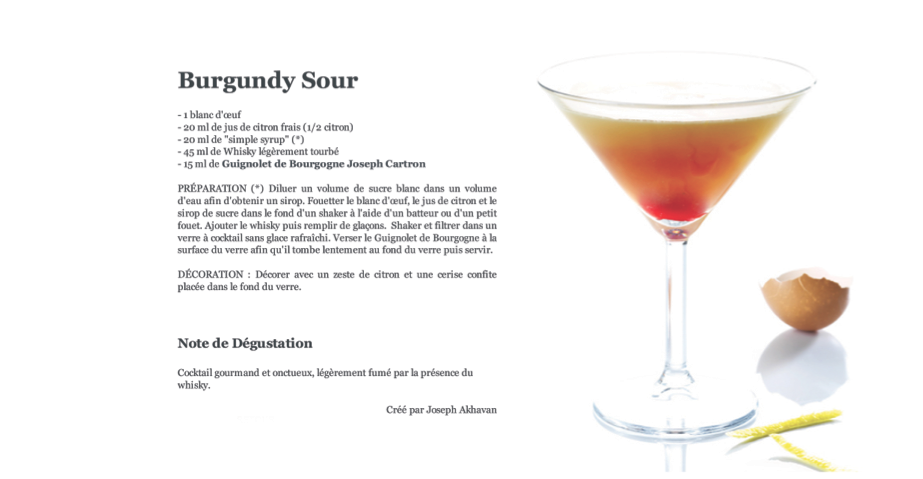 Burgundy Sour
- 1 blanc d'œuf
- 20 ml de jus de citron frais (1/2 citron)
- 20 ml de "simple syrup" (*)
- 45 ml de Whisky légèrement tourbé
- 15 ml de Guignolet de Bourgogne Joseph Cartron
PRÉPARATION (*) Diluer un volume de sucre blanc dans un volume
d'eau afin d'obtenir un sirop. Fouetter le blanc d'œuf, le jus de citron et le
sirop de sucre dans le fond d'un shaker à l'aide d'un batteur ou d'un petit
fouet. Ajouter le whisky puis remplir de glaçons. Shaker et filtrer dans un
verre à cocktail sans glace rafraîchi. Verser le Guignolet de Bourgogne à la
surface du verre afin qu'il tombe lentement au fond du verre puis servir.
DÉCORATION : Décorer avec un zeste de citron et une cerise confite
placée dans le fond du verre.
Note de Dégustation
Cocktail gourmand et onctueux, légèrement fumé par la présence du
whisky.
Créé par Joseph Akhavan